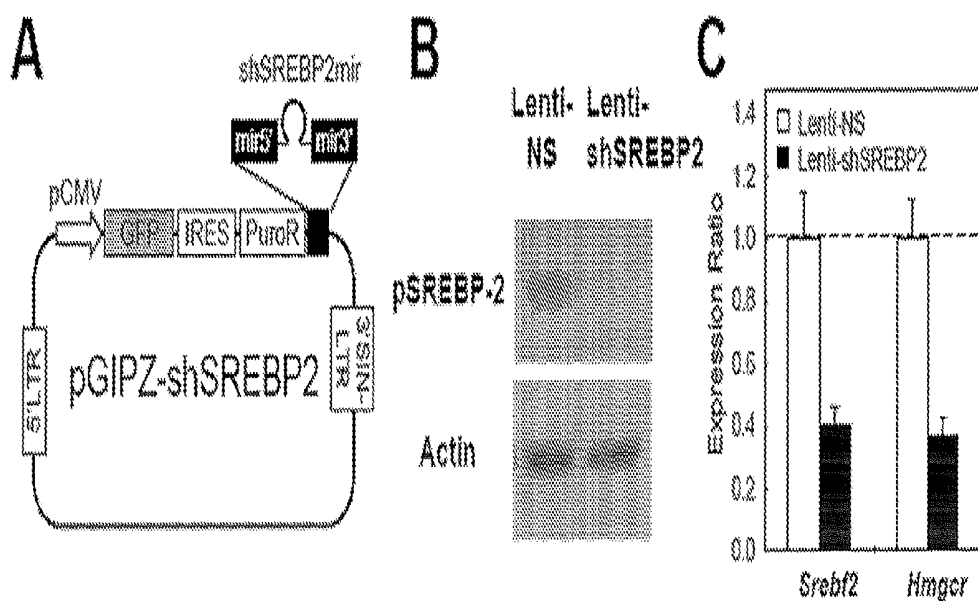 A
shSREBP2mir
mir5' mir3'
pCMV
GFP IRES PuroR
5'LTR
pGIPZ-shSREBP2
3'SIN-
LTR
B
Lenti- Lenti-
NS shSREBP2
pSREBP-2
Actin
C
Lenti-NS
Lenti-shSREBP2
Expression Ratio
1.4
1.2
1.0
0.8
0.6
0.4
0.2
0.0
Srebf2 Hmgcr